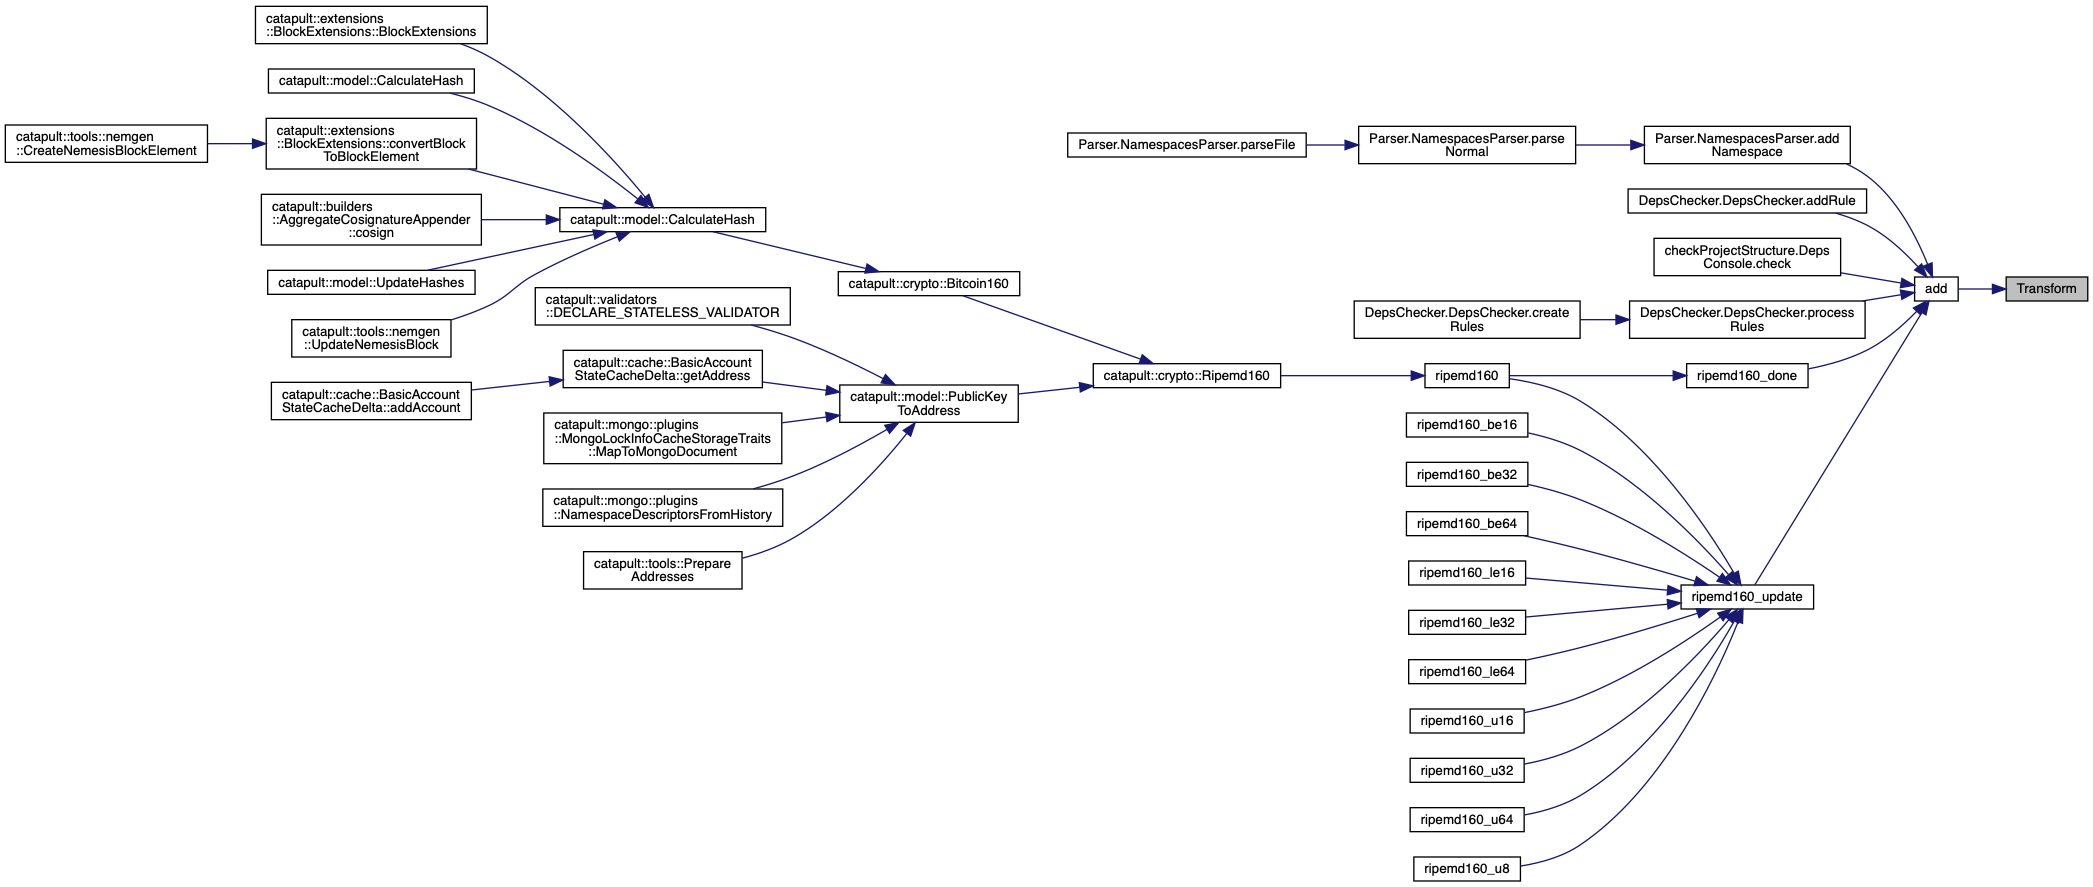 catapult::extensions
::BlockExtensions::BlockExtensions
catapult::model::CalculateHash
catapult::tools::nemgen
::CreateNemesisBlockElement
catapult::extensions
::BlockExtensions::convertBlock
ToBlockElement
catapult::builders
::AggregateCosignatureAppender
::cosign
catapult::model::UpdateHashes
catapult::tools::nemgen
::UpdateNemesisBlock
catapult::cache::BasicAccount
StateCacheDelta::addAccount
catapult::model::CalculateHash
catapult::validators
::DECLARE_STATELESS_VALIDATOR
catapult::cache::BasicAccount
StateCacheDelta::getAddress
catapult::mongo::plugins
::MongoLockInfoCacheStorageTraits
::MapToMongoDocument
catapult::mongo::plugins
::NamespaceDescriptorsFromHistory
catapult::tools::Prepare
Addresses
catapult::crypto::Bitcoin160
catapult::model::PublicKey
ToAddress
Parser.NamespacesParser.parseFile
catapult::crypto::Ripemd160
Parser.NamespacesParser.parse
Normal
DepsChecker.DepsChecker.create
Rules
ripemd160
ripemd160_be16
ripemd160_be32
ripemd160_be64
ripemd160_le16
ripemd160_le32
ripemd160_le64
ripemd160_u16
ripemd160_u32
ripemd160_u64
ripemd160_u8
Parser.NamespacesParser.add
Namespace
DepsChecker.DepsChecker.addRule
checkProjectStructure.Deps
Console.check
DepsChecker.DepsChecker.process
Rules
ripemd160_done
ripemd160_update
add
Transform